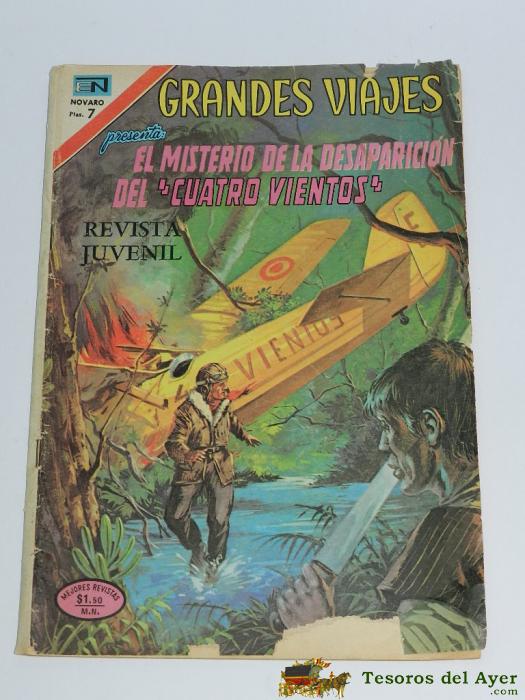 EN
NOVARO
Ptas. 7
GRANDES VIAJES
presenta:
EL MISTERIO DE LA DESAPARICIÓN
DEL "CUATRO VIENTOS"
REVISTA
JUVENIL
VIENTOS
MEJORES REVISTAS
$1.50
M.N.
Tesoros del Ayer
.com